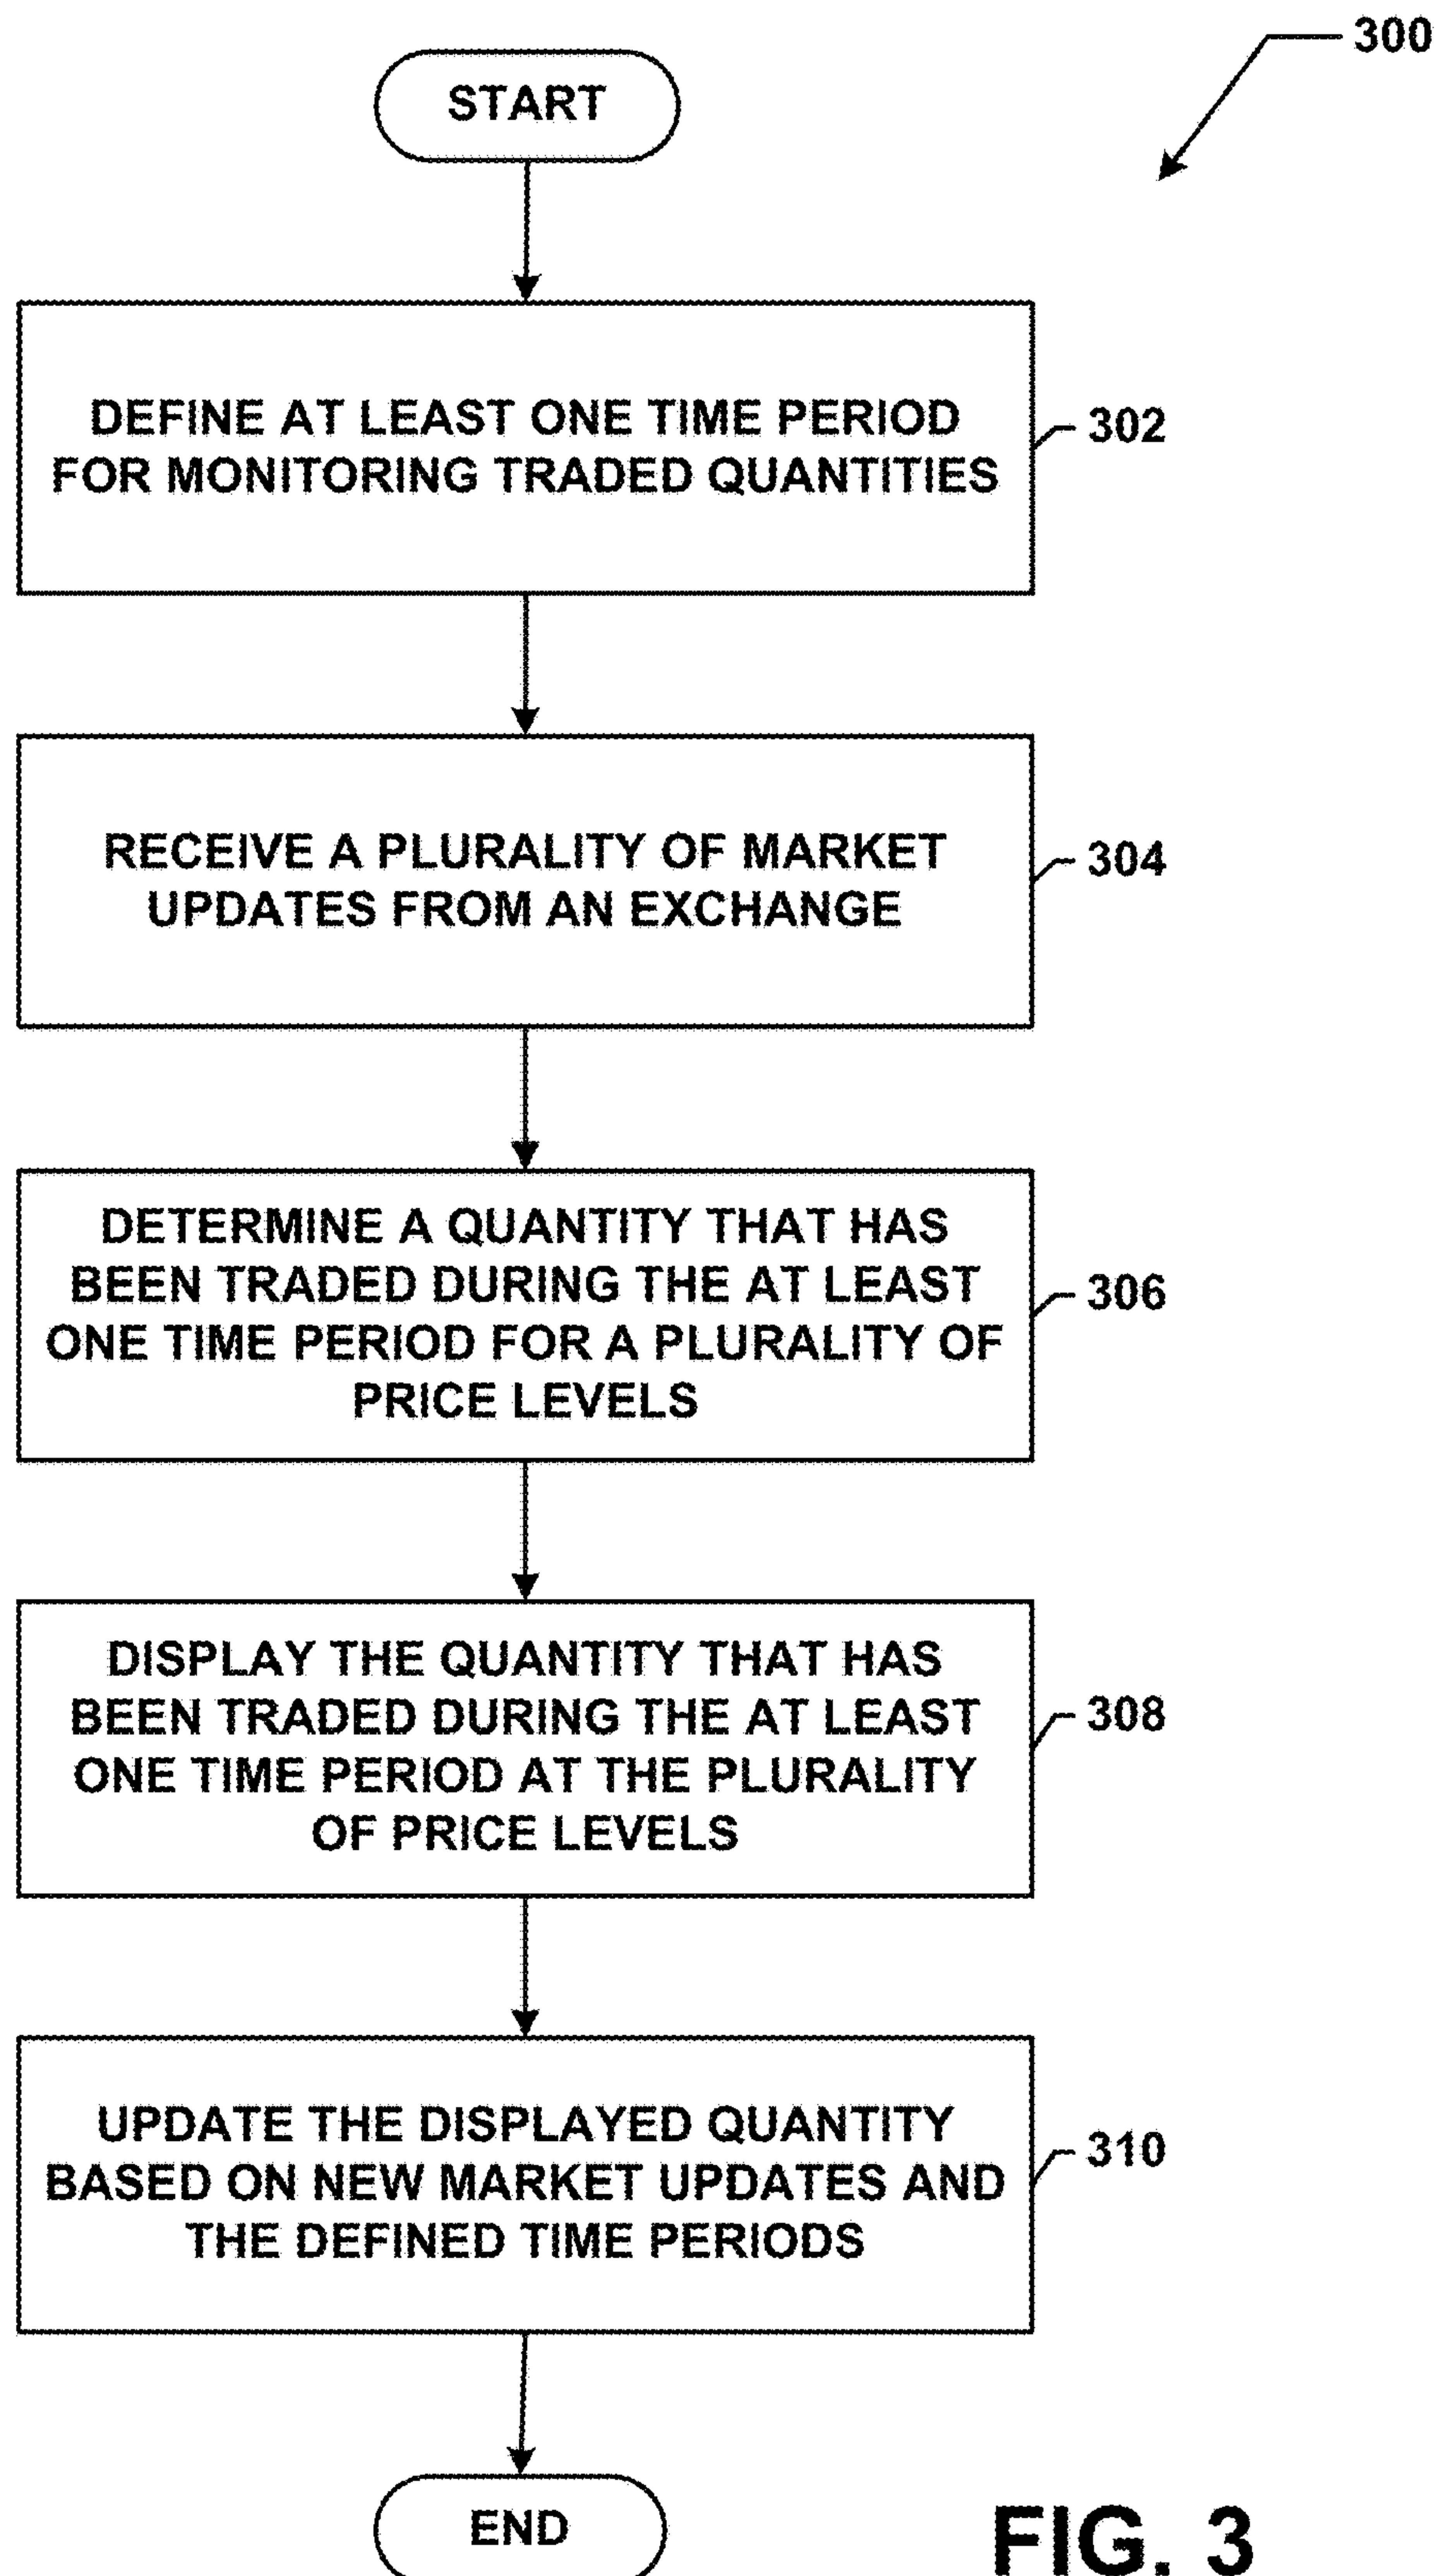 300
START
DEFINE AT LEAST ONE TIME PERIOD
FOR MONITORING TRADED QUANTITIES
302
RECEIVE A PLURALITY OF MARKET
UPDATES FROM AN EXCHANGE
304
DETERMINE A QUANTITY THAT HAS
BEEN TRADED DURING THE AT LEAST
ONE TIME PERIOD FOR A PLURALITY OF
PRICE LEVELS
306
DISPLAY THE QUANTITY THAT HAS
BEEN TRADED DURING THE AT LEAST
ONE TIME PERIOD AT THE PLURALITY
OF PRICE LEVELS
308
UPDATE THE DISPLAYED QUANTITY
BASED ON NEW MARKET UPDATES AND
THE DEFINED TIME PERIODS
310
END
FIG. 3